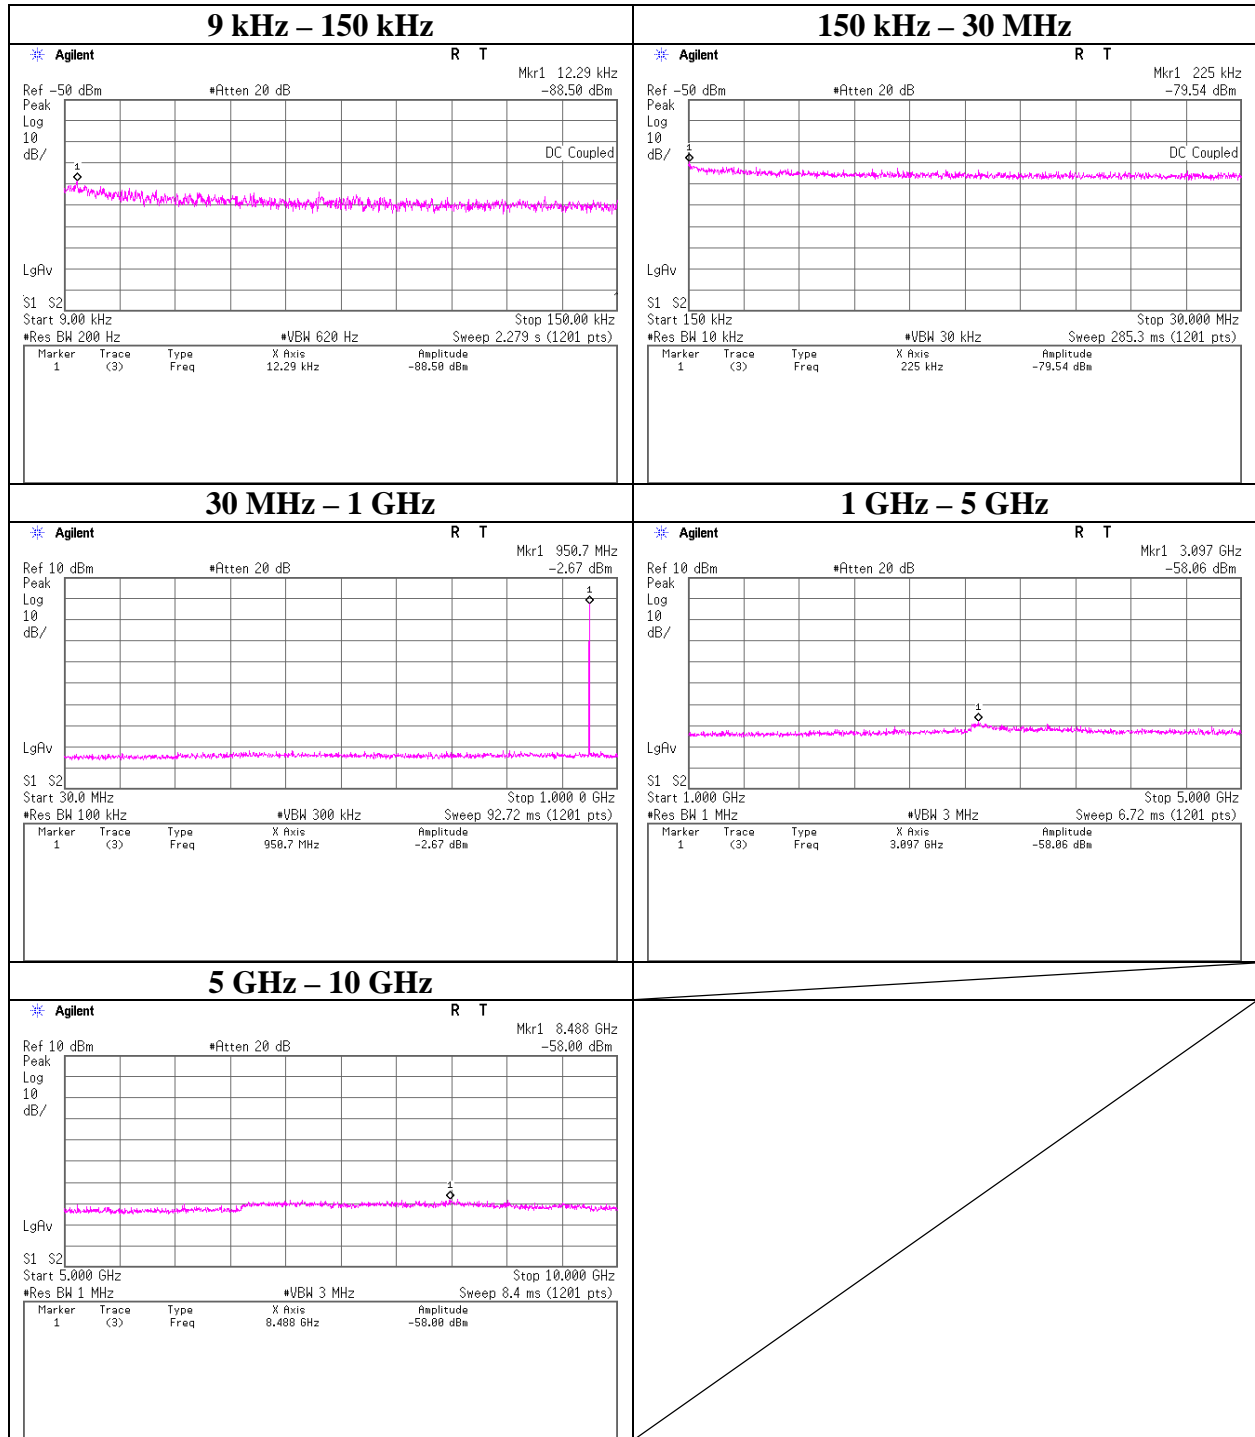 9 kHz – 150 kHz
Agilent R T
Mkr1 12.29 kHz
Ref -50 dBm #Atten 20 dB -88.50 dBm
Peak
Log
10
dB/
DC Coupled
1
LgAv
S1 S2
Start 9.00 kHz Stop 150.00 kHz
#Res BW 200 Hz #VBW 620 Hz Sweep 2.279 s (1201 pts)
Marker Trace Type X Axis Amplitude
1 (3) Freq 12.29 kHz -88.50 dBm
150 kHz – 30 MHz
Agilent R T
Mkr1 225 kHz
Ref -50 dBm #Atten 20 dB -79.54 dBm
Peak
Log
10
1
dB/
DC Coupled
LgAv
S1 S2
Start 150 kHz Stop 30.000 MHz
#Res BW 10 kHz #VBW 30 kHz Sweep 285.3 ms (1201 pts)
Marker Trace Type X Axis Amplitude
1 (3) Freq 225 kHz -79.54 dBm
30 MHz – 1 GHz
Agilent R T
Mkr1 950.7 MHz
Ref 10 dBm #Atten 20 dB -2.67 dBm
Peak
1
Log
10
dB/
LgAv
S1 S2
Start 30.0 MHz Stop 1.000 0 GHz
#Res BW 100 kHz #VBW 300 kHz Sweep 92.72 ms (1201 pts)
Marker Trace Type X Axis Amplitude
1 (3) Freq 950.7 MHz -2.67 dBm
1 GHz – 5 GHz
Agilent R T
Mkr1 3.097 GHz
Ref 10 dBm #Atten 20 dB -58.06 dBm
Peak
Log
10
dB/
1
LgAv
S1 S2
Start 1.000 GHz Stop 5.000 GHz
#Res BW 1 MHz #VBW 3 MHz Sweep 6.72 ms (1201 pts)
Marker Trace Type X Axis Amplitude
1 (3) Freq 3.097 GHz -58.06 dBm
5 GHz – 10 GHz
Agilent R T
Mkr1 8.488 GHz
Ref 10 dBm #Atten 20 dB -58.00 dBm
Peak
Log
10
dB/
1
LgAv
S1 S2
Start 5.000 GHz Stop 10.000 GHz
#Res BW 1 MHz #VBW 3 MHz Sweep 8.4 ms (1201 pts)
Marker Trace Type X Axis Amplitude
1 (3) Freq 8.488 GHz -58.00 dBm